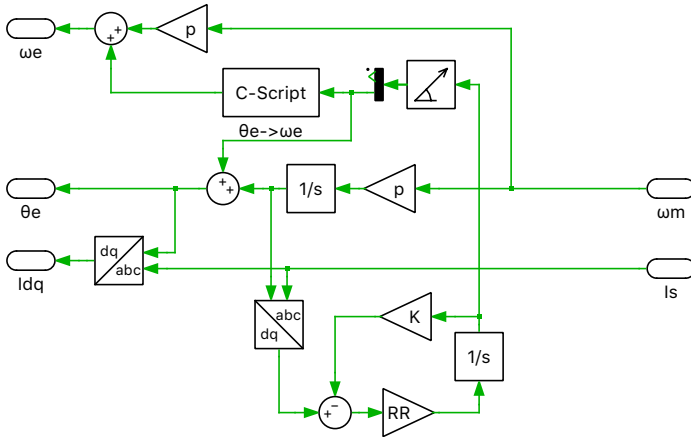 p
+
+
ωe
C-Script
θe->ωe
+
+
1/s
p
θe
ωm
dq
abc
Idq
Is
abc
dq
K
1/s
−
+
RR